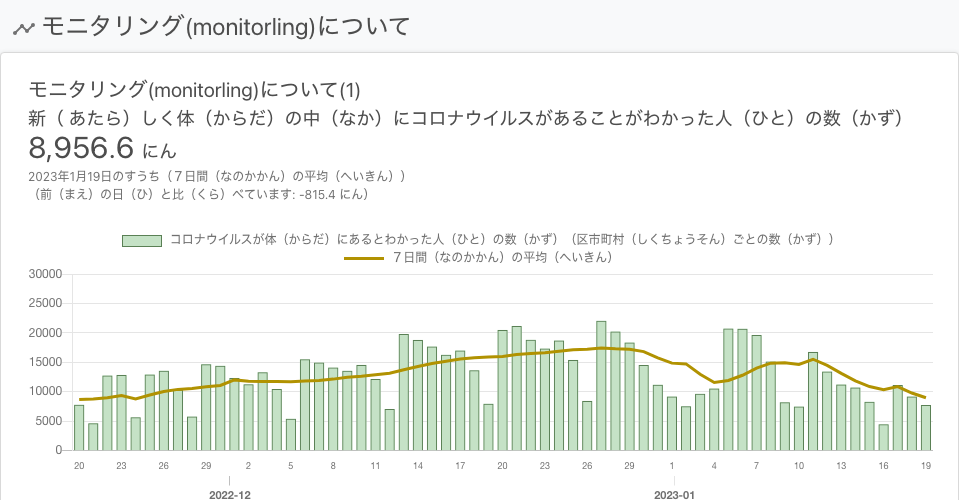 モニタリング(monitorling)について
モニタリング(monitorling)について(1)
新（ あたら）しく体（からだ）の中（なか）にコロナウイルスがあることがわかった人（ひと）の数（かず）
8,956.6 にん
2023年1月19日のすうち（７日間（なのかかん）の平均（へいきん））
（前（まえ）の日（ひ）と比（くら）べています: -815.4 にん）
コロナウイルスが体（からだ）にあるとわかった人（ひと）の数（かず）（区市町村（しくちょうそん）ごとの数（かず））
７日間（なのかかん）の平均（へいきん）
30000
25000
20000
15000
10000
5000
0
20 23 26 29 2 5 8 11 14 17 20 23 26 29 1 4 7 10 13 16 19
2022-12 2023-01